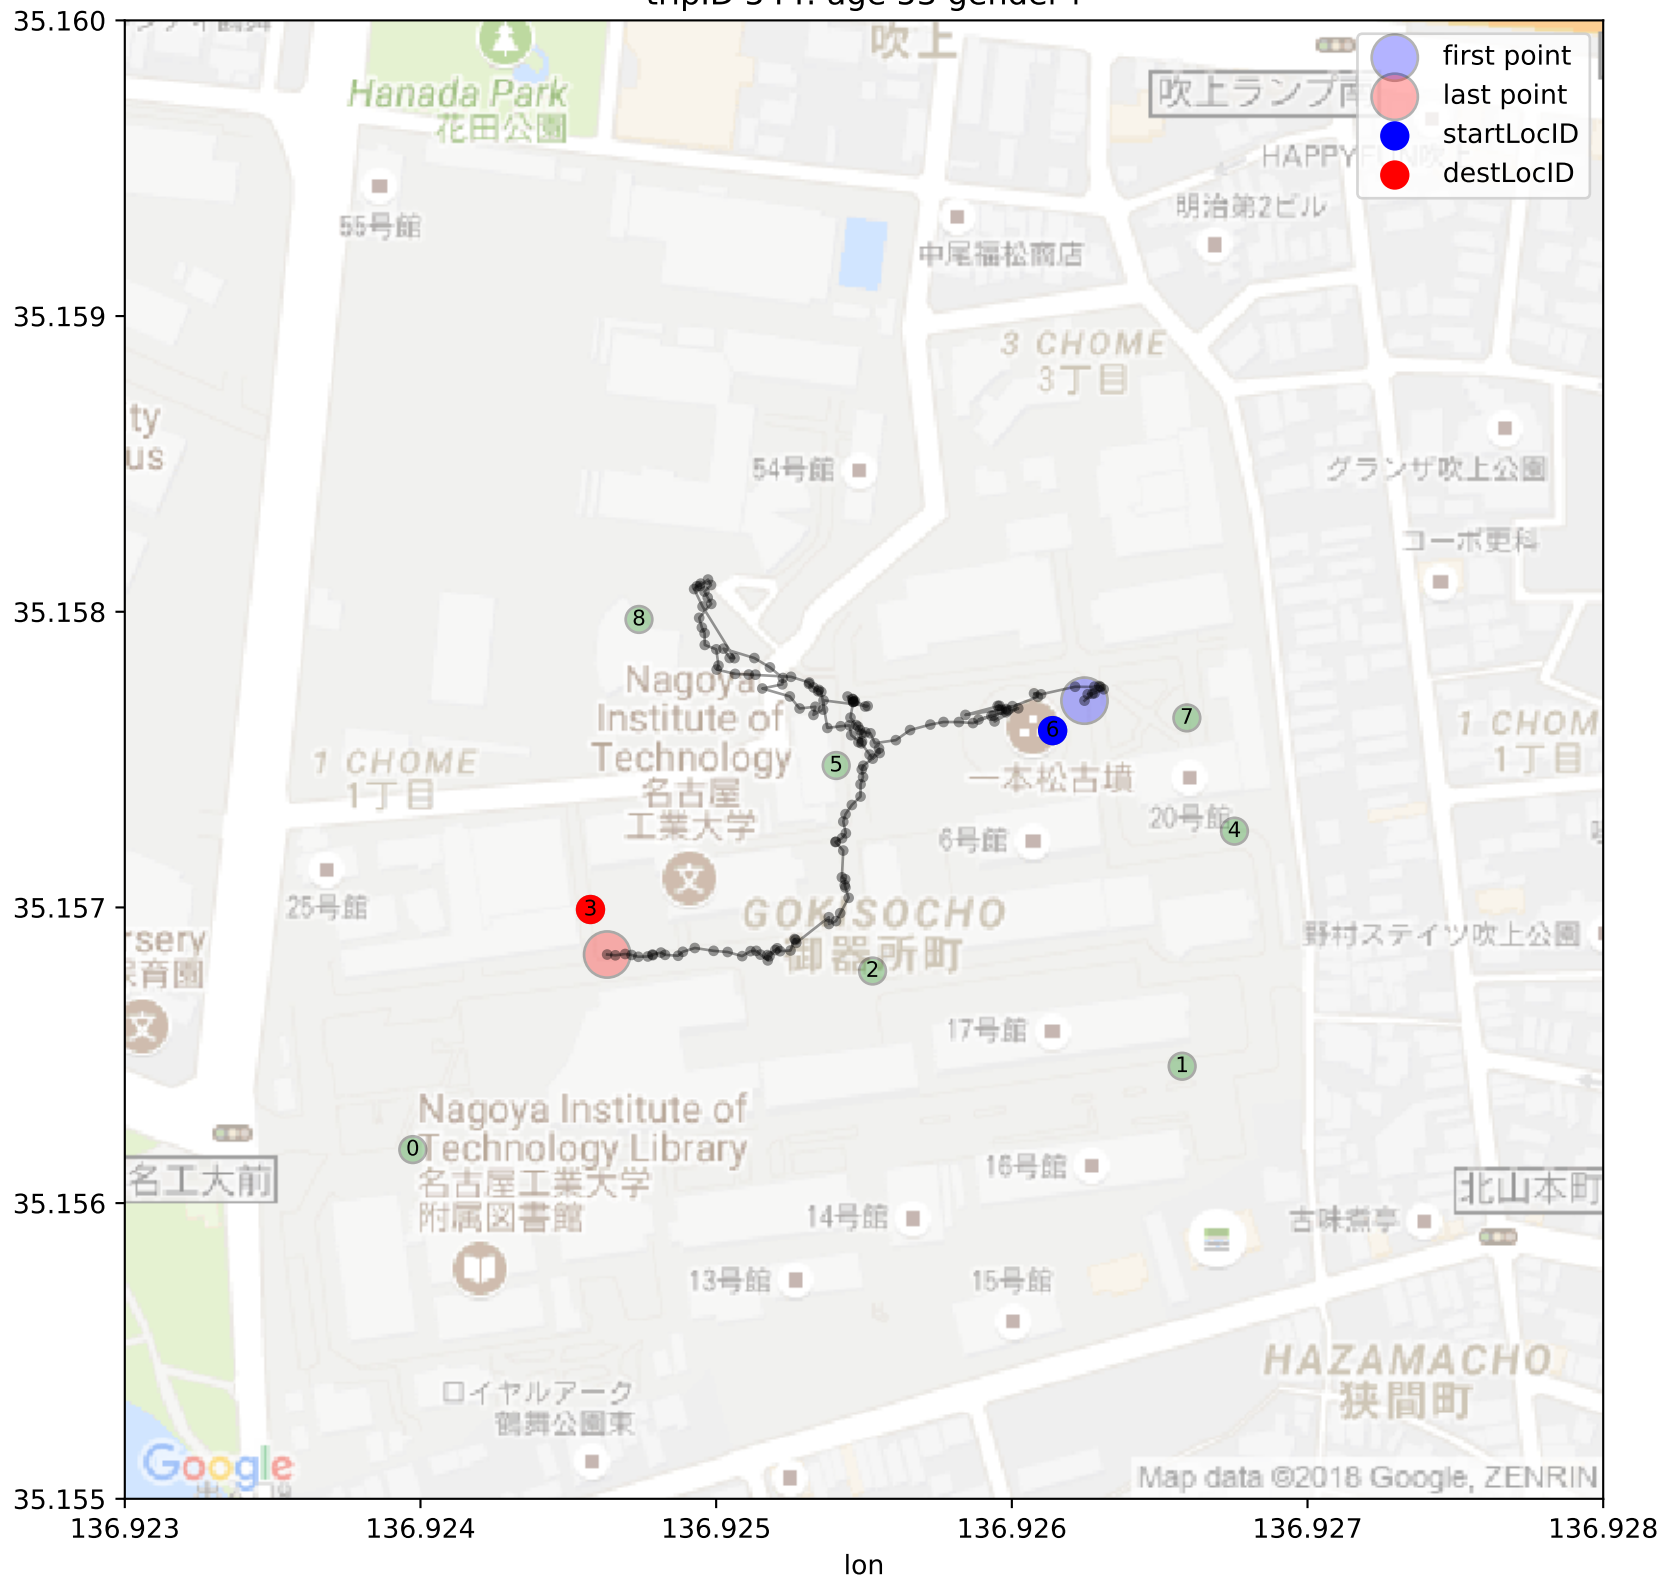 35.160
35.159
35.158
35.157
35.156
35.155
136.923
136.924
136.925
136.926
136.927
136.928
lon
first point
last point
startLocID
destLocID
吹上
Hanada Park
花田公園
吹上ランプ南
HAPPY
55号館
明治第2ビル
中尾福松商店
3 CHOME
3丁目
ty
us
54号館
グランザ吹上公園
コーポ更科
8
Nagoya
Institute of
Technology
名古屋
工業大学
6
7
5
一本松古墳
1 CHOM
1丁目
1 CHOME
1丁目
20号館
4
6号館
25号館
3
GOKISOCHO
御器所町
2
野村ステイツ吹上公園
rsery
保育園
17号館
1
Nagoya Institute of
Technology Library
名古屋工業大学
附属図書館
0
名工大前
16号館
北山本町
14号館
古味煮亭
13号館
15号館
HAZAMACHO
狭間町
ロイヤルアーク
鶴舞公園東
Google
Map data ©2018 Google, ZENRIN